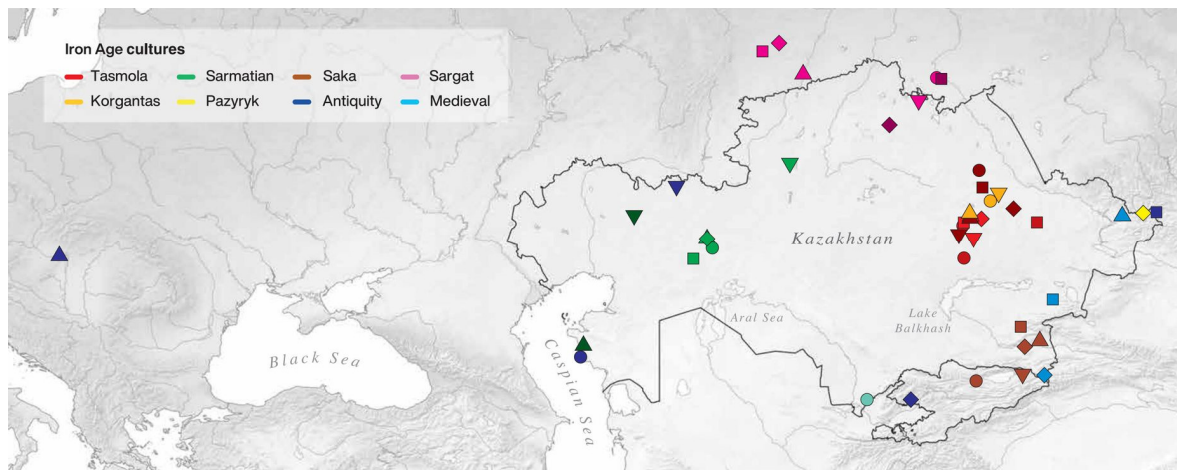 Iron Age cultures
Tasmola Sarmatian Saka Sargat
Korgantas Pazyryk Antiquity Medieval
Kazakhstan
Aral Sea
Lake
Balkhash
Black Sea
Caspian Sea